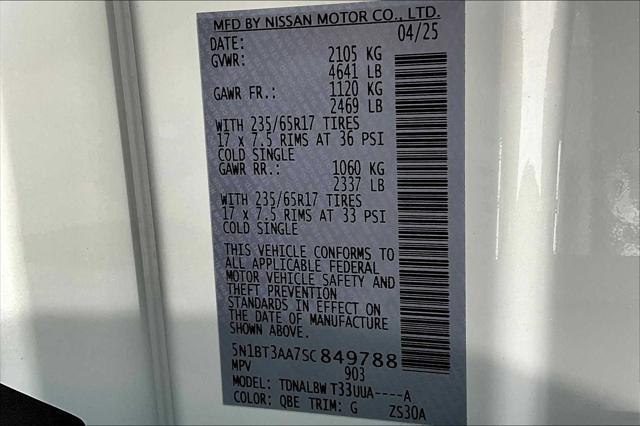 MFD BY NISSAN MOTOR CO., LTD.
DATE: 04/25
GVWR: 2105 KG
4641 LB
GAWR FR.: 1120 KG
2469 LB
WITH 235/65R17 TIRES
17 x 7.5 RIMS AT 36 PSI
COLD SINGLE
GAWR RR.: 1060 KG
2337 LB
WITH 235/65R17 TIRES
17 x 7.5 RIMS AT 33 PSI
COLD SINGLE
THIS VEHICLE CONFORMS TO
ALL APPLICABLE FEDERAL
MOTOR VEHICLE SAFETY AND
THEFT PREVENTION
STANDARDS IN EFFECT ON
THE DATE OF MANUFACTURE
SHOWN ABOVE.
5N1BT3AA7SC849788
MPV 903
MODEL: TDNALBW T33UUA----A
COLOR: QBE TRIM: G ZS30A